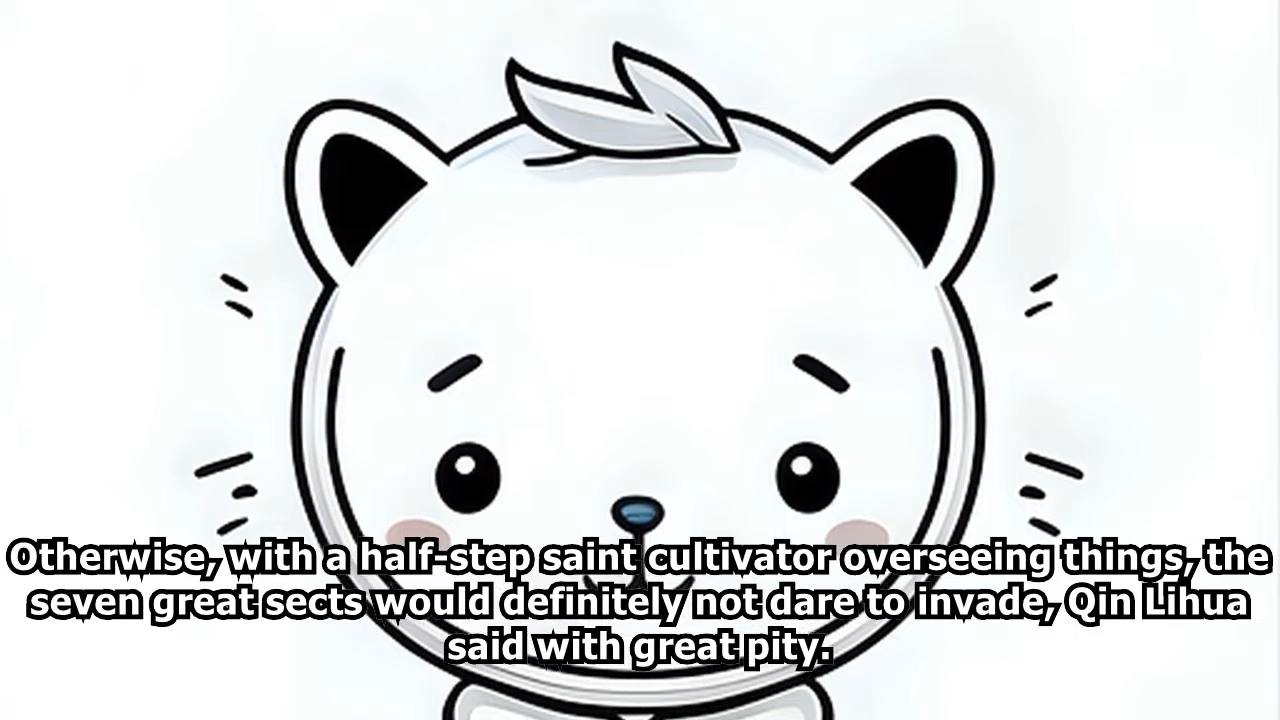 Otherwise, with a half-step saint cultivator overseeing things, the
seven great sects would definitely not dare to invade, Qin Lihua
said with great pity.